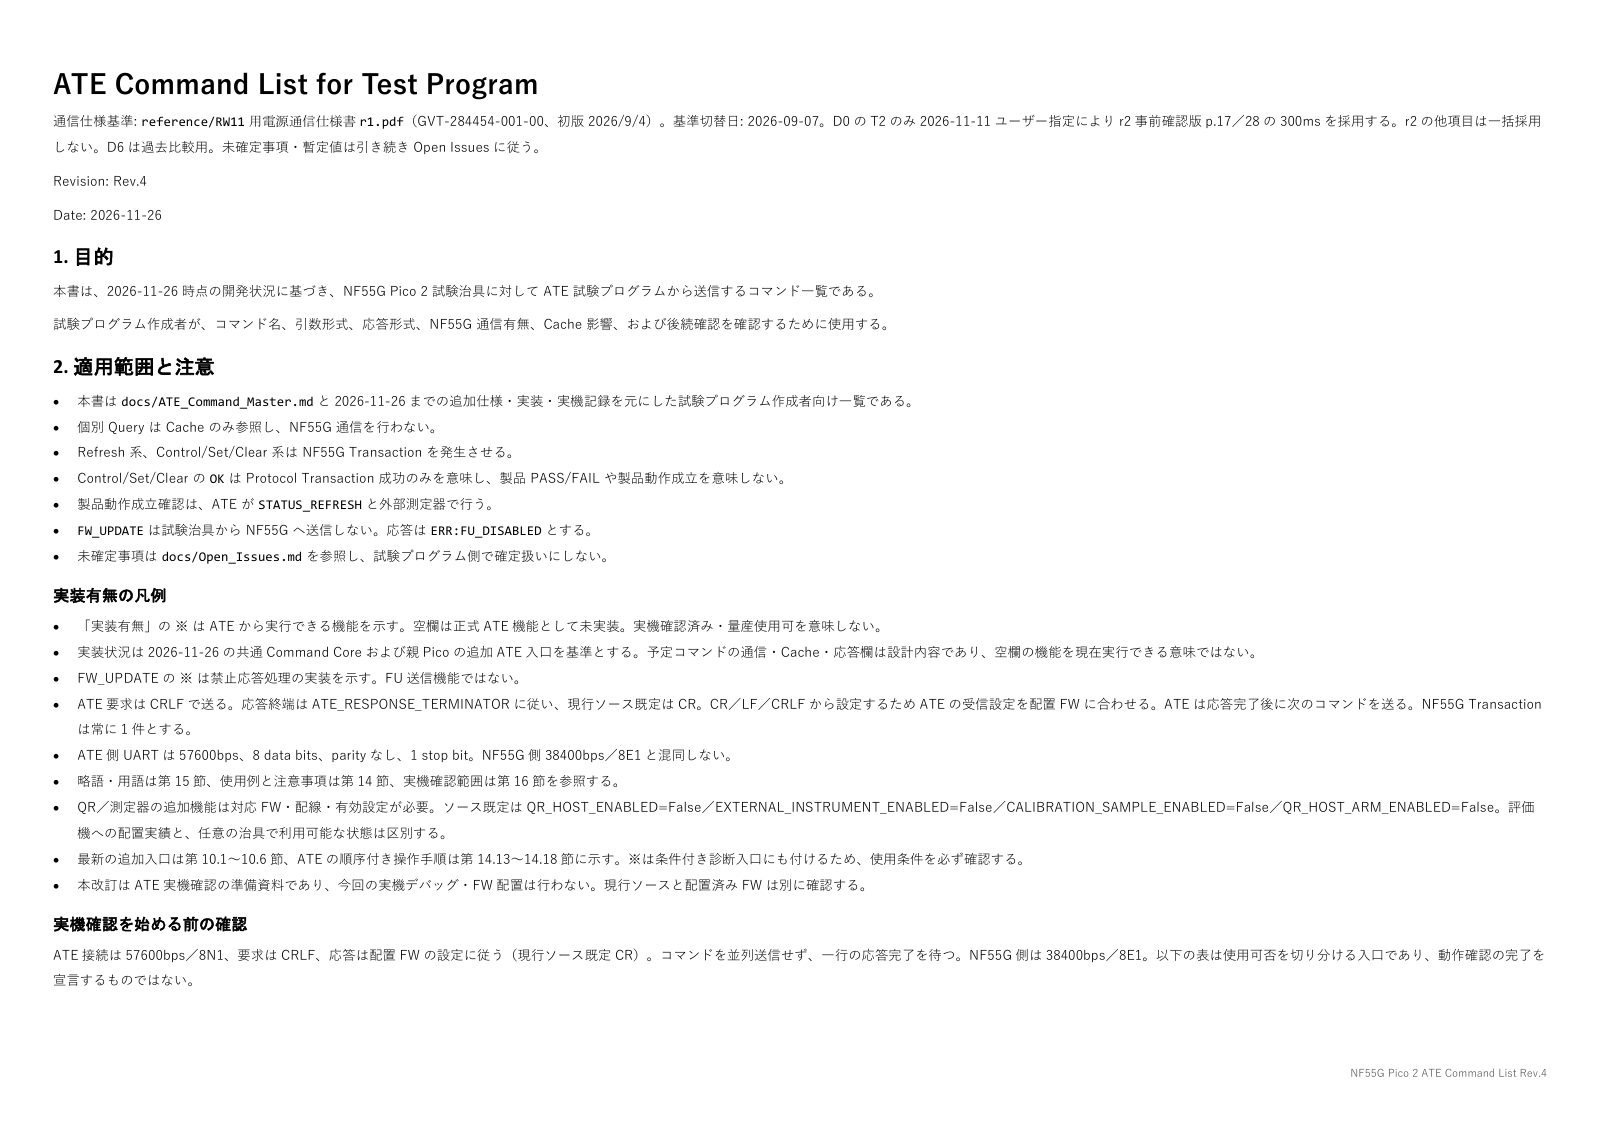 ATE Command List for Test Program
通信仕様基準: reference/RW11 用電源通信仕様書 r1.pdf（GVT-284454-001-00、初版 2026/9/4）。基準切替日: 2026-09-07。D0 の T2 のみ 2026-11-11 ユーザー指定により r2 事前確認版 p.17／28 の 300ms を採用する。r2 の他項目は一括採用
しない。D6 は過去比較用。未確定事項・暫定値は引き続き Open Issues に従う。
Revision: Rev.4
Date: 2026-11-26
1. 目的
本書は、2026-11-26 時点の開発状況に基づき、NF55G Pico 2 試験治具に対して ATE 試験プログラムから送信するコマンド一覧である。
試験プログラム作成者が、コマンド名、引数形式、応答形式、NF55G 通信有無、Cache 影響、および後続確認を確認するために使用する。
2. 適用範囲と注意
• 本書は docs/ATE_Command_Master.md と 2026-11-26 までの追加仕様・実装・実機記録を元にした試験プログラム作成者向け一覧である。
• 個別 Query は Cache のみ参照し、NF55G 通信を行わない。
• Refresh 系、Control/Set/Clear 系は NF55G Transaction を発生させる。
• Control/Set/Clear の OK は Protocol Transaction 成功のみを意味し、製品 PASS/FAIL や製品動作成立を意味しない。
• 製品動作成立確認は、ATE が STATUS_REFRESH と外部測定器で行う。
• FW_UPDATE は試験治具から NF55G へ送信しない。応答は ERR:FU_DISABLED とする。
• 未確定事項は docs/Open_Issues.md を参照し、試験プログラム側で確定扱いにしない。
実装有無の凡例
• 「実装有無」の ※ は ATE から実行できる機能を示す。空欄は正式 ATE 機能として未実装。実機確認済み・量産使用可を意味しない。
• 実装状況は 2026-11-26 の共通 Command Core および親 Pico の追加 ATE 入口を基準とする。予定コマンドの通信・Cache・応答欄は設計内容であり、空欄の機能を現在実行できる意味ではない。
• FW_UPDATE の ※ は禁止応答処理の実装を示す。FU 送信機能ではない。
• ATE 要求は CRLF で送る。応答終端は ATE_RESPONSE_TERMINATOR に従い、現行ソース既定は CR。CR／LF／CRLF から設定するため ATE の受信設定を配置 FW に合わせる。ATE は応答完了後に次のコマンドを送る。NF55G Transaction
は常に 1 件とする。
• ATE 側 UART は 57600bps、8 data bits、parity なし、1 stop bit。NF55G 側 38400bps／8E1 と混同しない。
• 略語・用語は第 15 節、使用例と注意事項は第 14 節、実機確認範囲は第 16 節を参照する。
• QR／測定器の追加機能は対応 FW・配線・有効設定が必要。ソース既定は QR_HOST_ENABLED=False／EXTERNAL_INSTRUMENT_ENABLED=False／CALIBRATION_SAMPLE_ENABLED=False／QR_HOST_ARM_ENABLED=False。評価
機への配置実績と、任意の治具で利用可能な状態は区別する。
• 最新の追加入口は第 10.1～10.6 節、ATE の順序付き操作手順は第 14.13～14.18 節に示す。※は条件付き診断入口にも付けるため、使用条件を必ず確認する。
• 本改訂は ATE 実機確認の準備資料であり、今回の実機デバッグ・FW 配置は行わない。現行ソースと配置済み FW は別に確認する。
実機確認を始める前の確認
ATE 接続は 57600bps／8N1、要求は CRLF、応答は配置 FW の設定に従う（現行ソース既定 CR）。コマンドを並列送信せず、一行の応答完了を待つ。NF55G 側は 38400bps／8E1。以下の表は使用可否を切り分ける入口であり、動作確認の完了を
宣言するものではない。
NF55G Pico 2 ATE Command List Rev.4